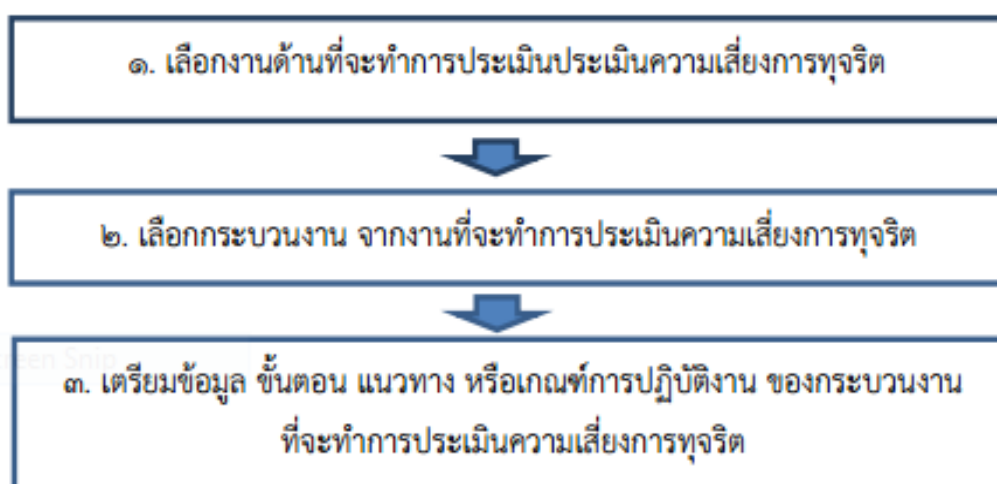 ๑. เลือกงานด้านที่จะทำการประเมินประเมินความเสี่ยงการทุจริต
๒. เลือกกระบวนงาน จากงานที่จะทำการประเมินความเสี่ยงการทุจริต
reen Snip
๓. เตรียมข้อมูล ขั้นตอน แนวทาง หรือเกณฑ์การปฏิบัติงาน ของกระบวนงาน
ที่จะทำการประเมินความเสี่ยงการทุจริต